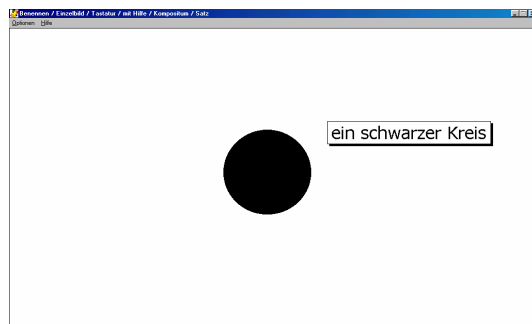 Benennen / Einzelbild / Tastatur / mit Hilfe / Kompositum / Satz
Optionen Hilfe
ein schwarzer Kreis